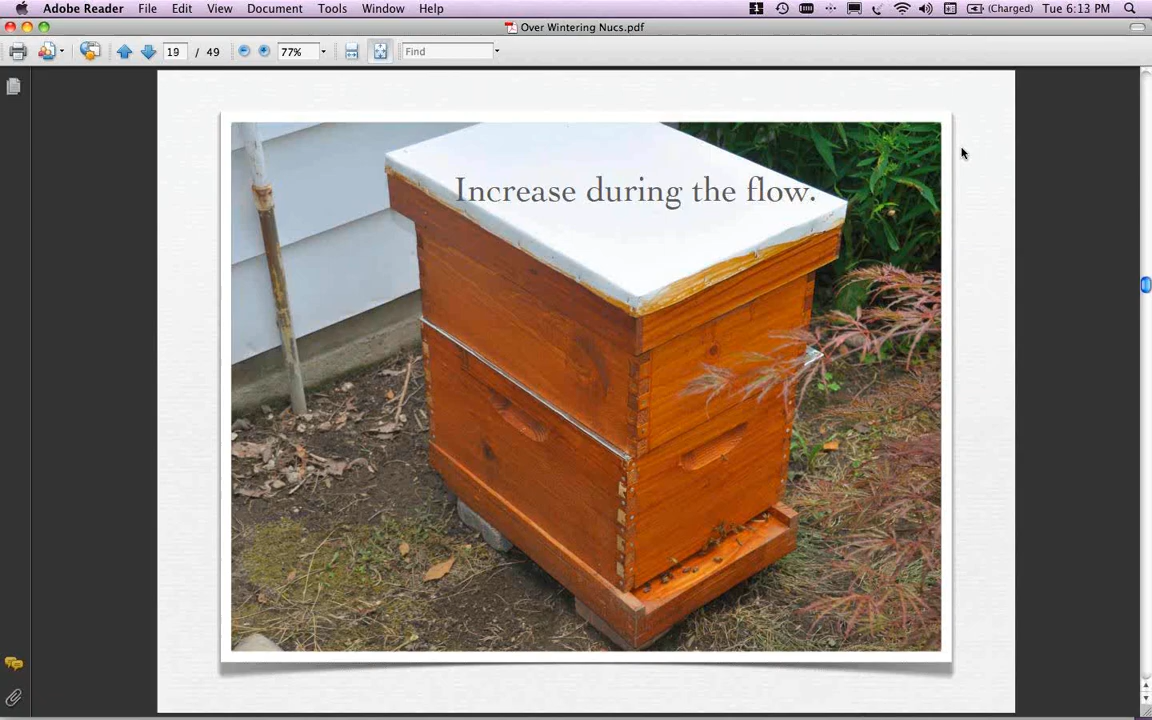 Adobe Reader File Edit View Document Tools Window Help (Charged) Tue 6:13 PM
Over Wintering Nucs.pdf
19 / 49 77% Find
Increase during the flow.